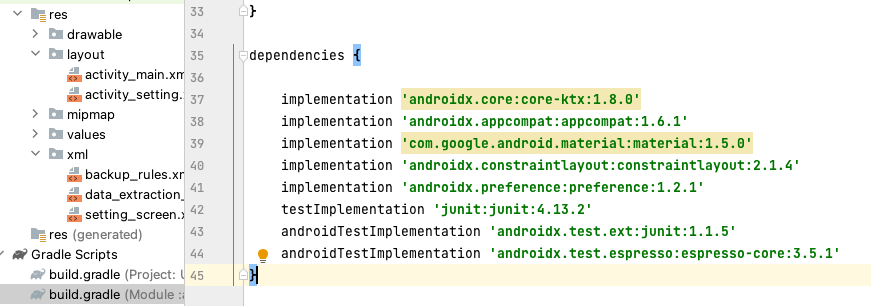 res
drawable
layout
activity_main.xm
activity_setting.
mipmap
values
xml
backup_rules.xm
data_extraction_
setting_screen.x
res (generated)
Gradle Scripts
build.gradle (Project: U
build.gradle (Module :a
33 }
34
35 dependencies {
36
37 implementation 'androidx.core:core-ktx:1.8.0'
38 implementation 'androidx.appcompat:appcompat:1.6.1'
39 implementation 'com.google.android.material:material:1.5.0'
40 implementation 'androidx.constraintlayout:constraintlayout:2.1.4'
41 implementation 'androidx.preference:preference:1.2.1'
42 testImplementation 'junit:junit:4.13.2'
43 androidTestImplementation 'androidx.test.ext:junit:1.1.5'
44 androidTestImplementation 'androidx.test.espresso:espresso-core:3.5.1'
45 }